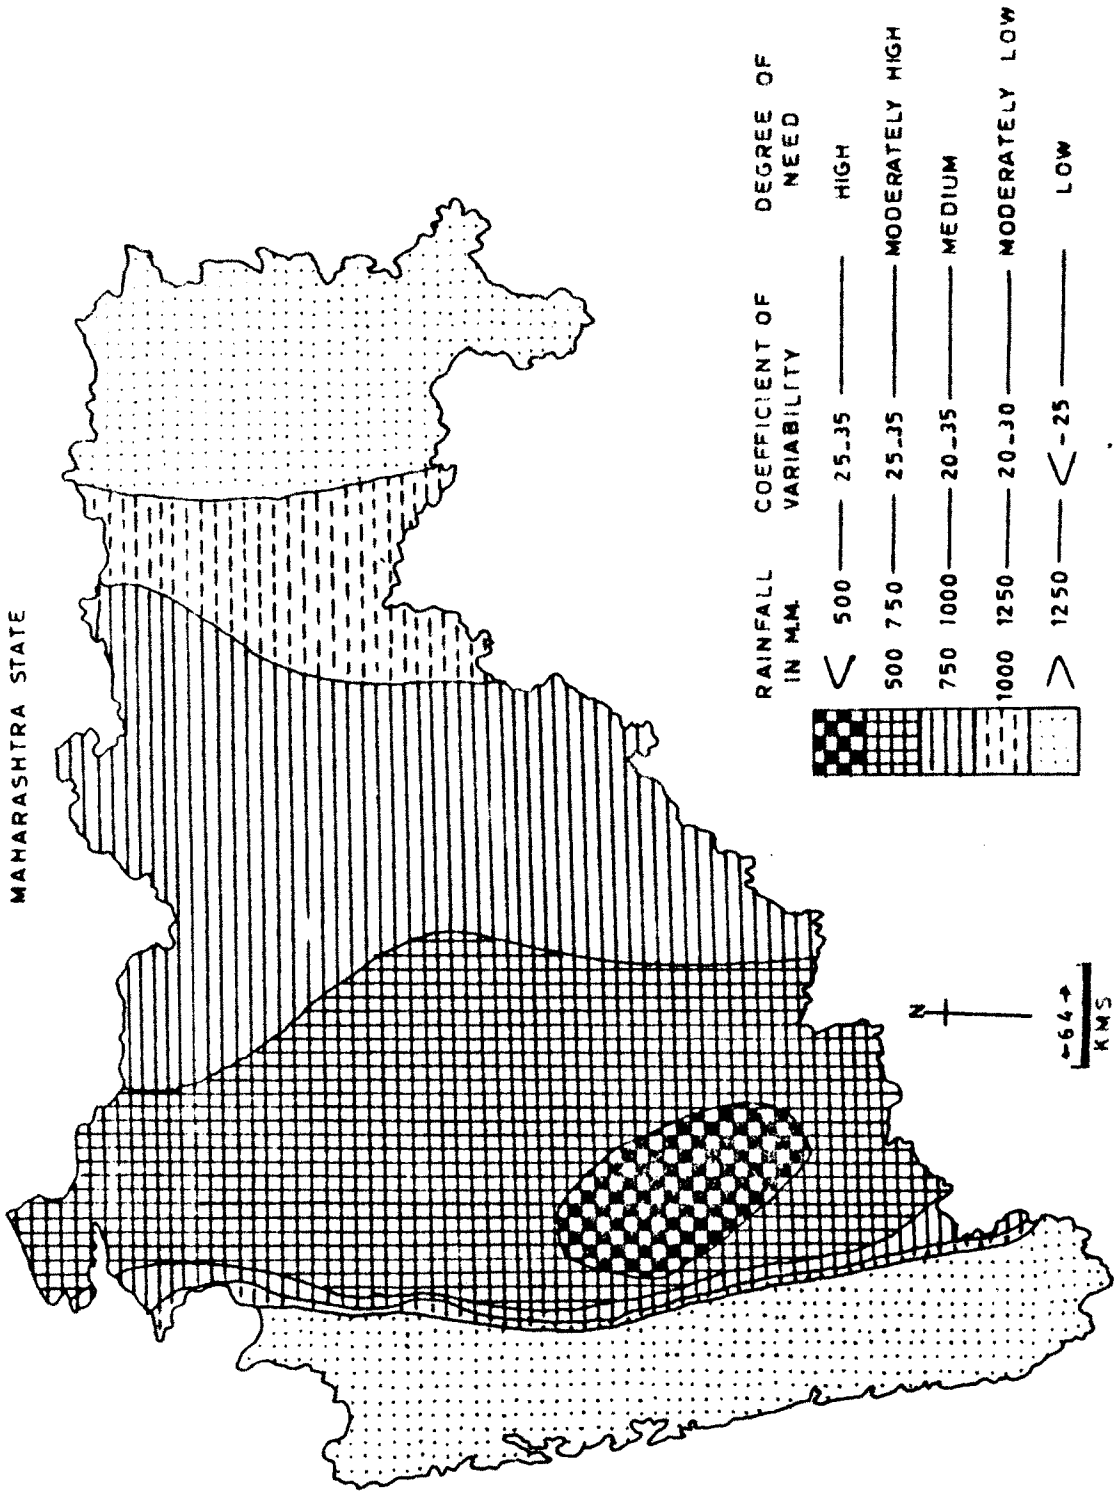 MAHARASHTRA STATE
RAINFALL COEFFICIENT OF DEGREE OF
IN M.M. VARIABILITY NEED
< 500 — 25-35 — HIGH
500 750 — 25-35 — MODERATELY HIGH
750 1000 — 20-35 — MEDIUM
1000 1250 — 20-30 — MODERATELY LOW
> 1250 — <-25 — LOW
N
←64→
KMS